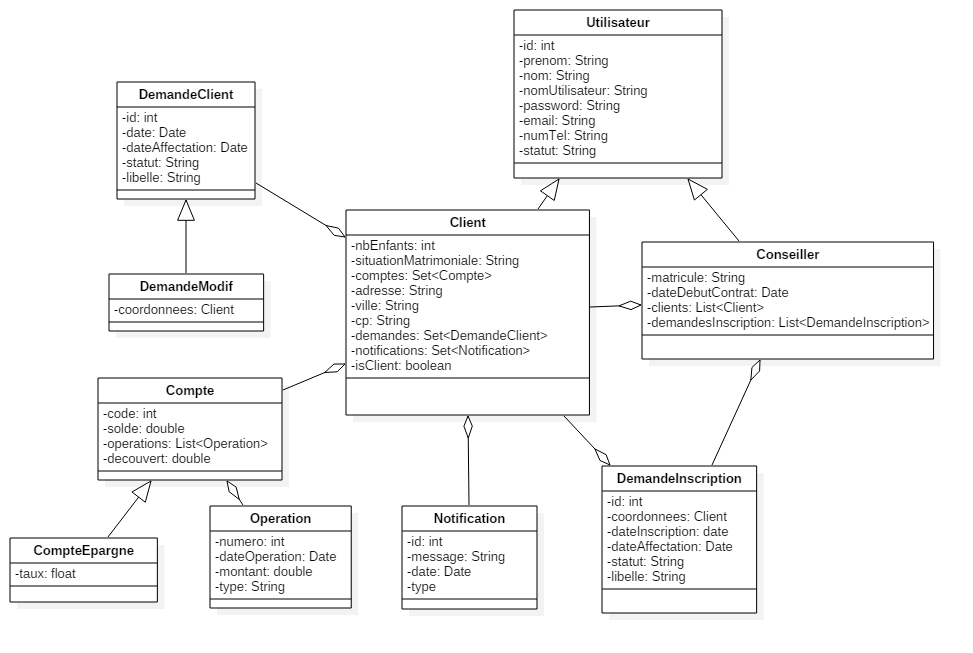 Utilisateur
-id: int
-prenom: String
-nom: String
-nomUtilisateur: String
-password: String
-email: String
-numTel: String
-statut: String
DemandeClient
-id: int
-date: Date
-dateAffectation: Date
-statut: String
-libelle: String
Client
-nbEnfants: int
-situationMatrimoniale: String
-comptes: Set<Compte>
-adresse: String
-ville: String
-cp: String
-demandes: Set<DemandeClient>
-notifications: Set<Notification>
-isClient: boolean
Conseiller
-matricule: String
-dateDebutContrat: Date
-clients: List<Client>
-demandesInscription: List<DemandeInscription>
DemandeModif
-coordonnees: Client
Compte
-code: int
-solde: double
-operations: List<Operation>
-decouvert: double
DemandeInscription
-id: int
-coordonnees: Client
-dateInscription: date
-dateAffectation: Date
-statut: String
-libelle: String
Operation
-numero: int
-dateOperation: Date
-montant: double
-type: String
Notification
-id: int
-message: String
-date: Date
-type
CompteEpargne
-taux: float